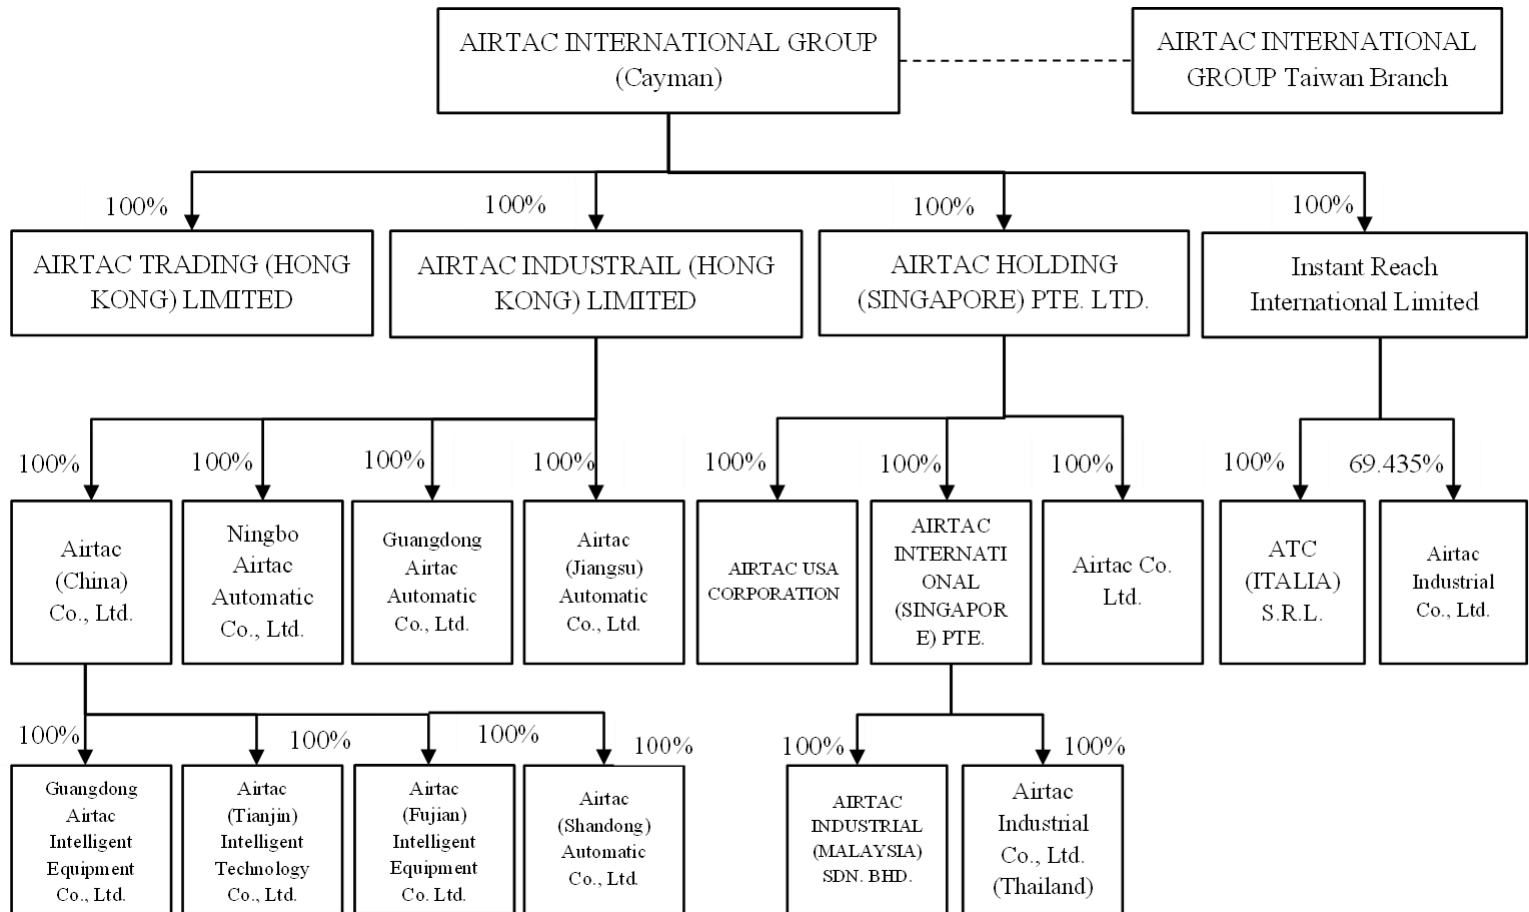 AIRTAC INTERNATIONAL GROUP
(Cayman)
AIRTAC INTERNATIONAL
GROUP Taiwan Branch
100%
100%
100%
100%
AIRTAC TRADING (HONG
KONG) LIMITED
AIRTAC INDUSTRAIL (HONG
KONG) LIMITED
AIRTAC HOLDING
(SINGAPORE) PTE. LTD.
Instant Reach
International Limited
100%
100%
100%
100%
100%
100%
100%
100%
69.435%
Airtac
(China)
Co., Ltd.
Ningbo
Airtac
Automatic
Co., Ltd.
Guangdong
Airtac
Automatic
Co., Ltd.
Airtac
(Jiangsu)
Automatic
Co., Ltd.
AIRTAC USA
CORPORATION
AIRTAC
INTERNATI
ONAL
(SINGAPOR
E) PTE.
Airtac Co.
Ltd.
ATC
(ITALIA)
S.R.L.
Airtac
Industrial
Co., Ltd.
100%
100%
100%
100%
100%
100%
Guangdong
Airtac
Intelligent
Equipment
Co., Ltd.
Airtac
(Tianjin)
Intelligent
Technology
Co., Ltd.
Airtac
(Fujian)
Intelligent
Equipment
Co. Ltd.
Airtac
(Shandong)
Automatic
Co., Ltd.
AIRTAC
INDUSTRIAL
(MALAYSIA)
SDN. BHD.
Airtac
Industrial
Co., Ltd.
(Thailand)